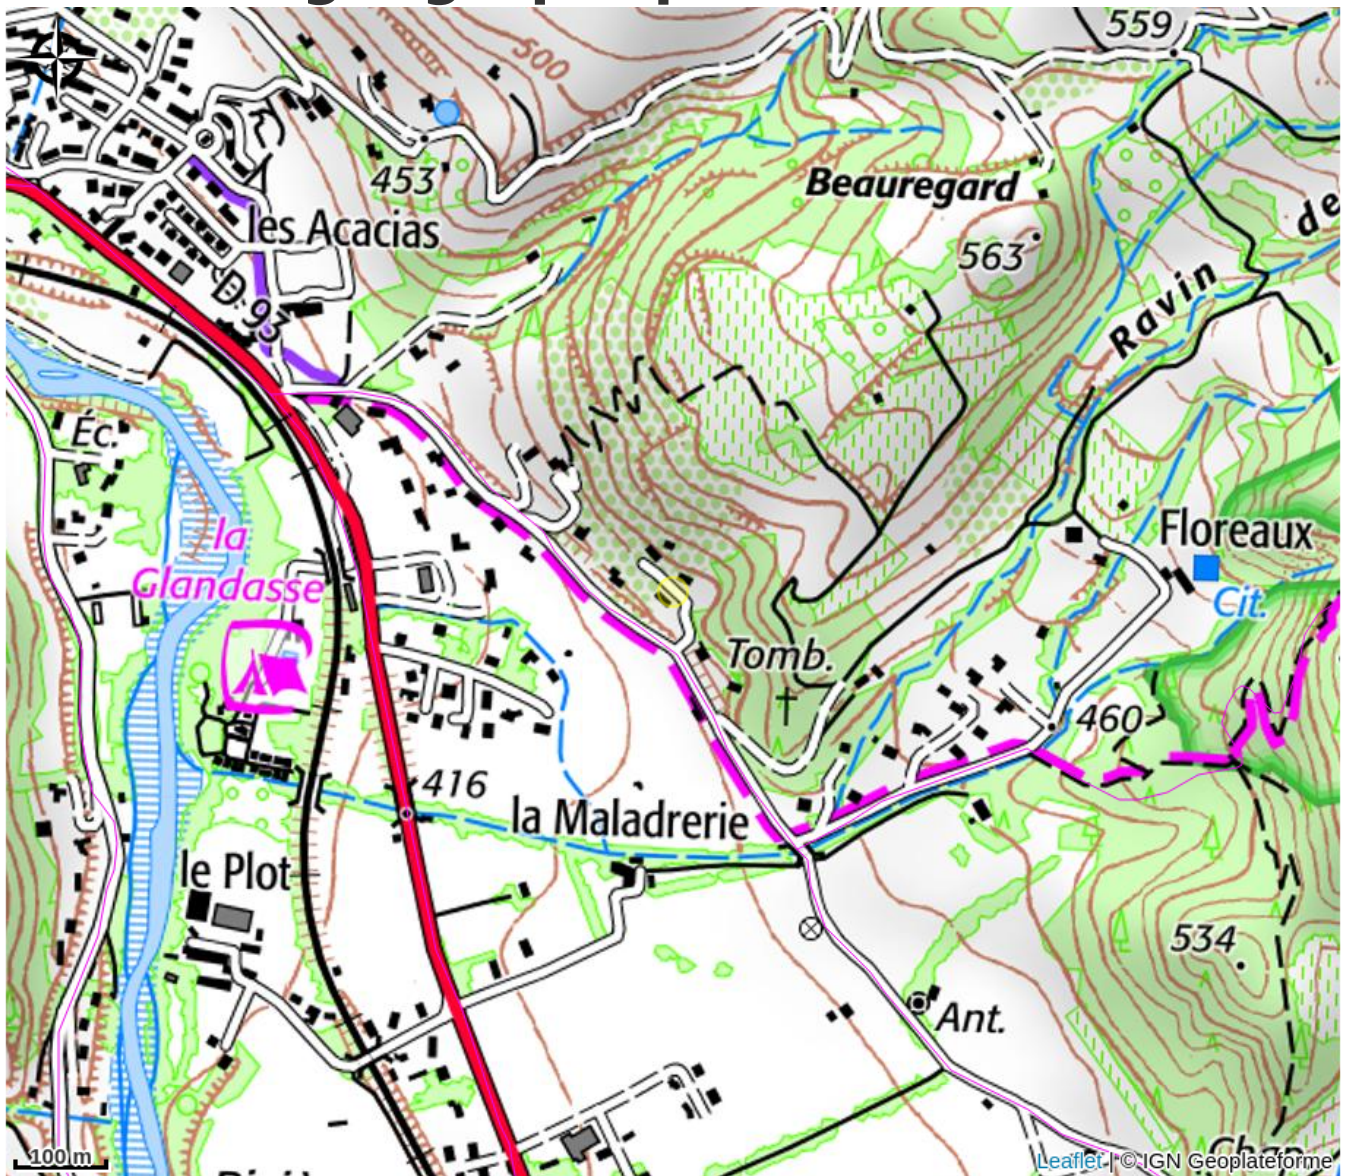 559
500
453
Beauregard
de
les Acacias
563
Ravin
D 93
Éc.
la
Glandasse
Floreaux
Cit.
Tomb.
460
416
la Maladrerie
le Plot
534
Ant.
100 m
Leaflet | © IGN Geoplateforme